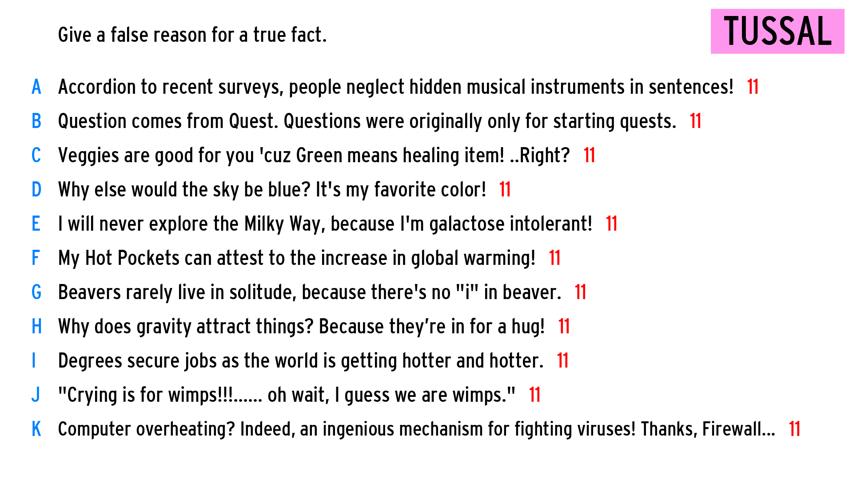 Give a false reason for a true fact.
TUSSAL
A Accordion to recent surveys, people neglect hidden musical instruments in sentences! 11
B Question comes from Quest. Questions were originally only for starting quests. 11
C Veggies are good for you 'cuz Green means healing item! ..Right? 11
D Why else would the sky be blue? It's my favorite color! 11
E I will never explore the Milky Way, because I'm galactose intolerant! 11
F My Hot Pockets can attest to the increase in global warming! 11
G Beavers rarely live in solitude, because there's no "i" in beaver. 11
H Why does gravity attract things? Because they’re in for a hug! 11
I Degrees secure jobs as the world is getting hotter and hotter. 11
J "Crying is for wimps!!!...... oh wait, I guess we are wimps." 11
K Computer overheating? Indeed, an ingenious mechanism for fighting viruses! Thanks, Firewall... 11